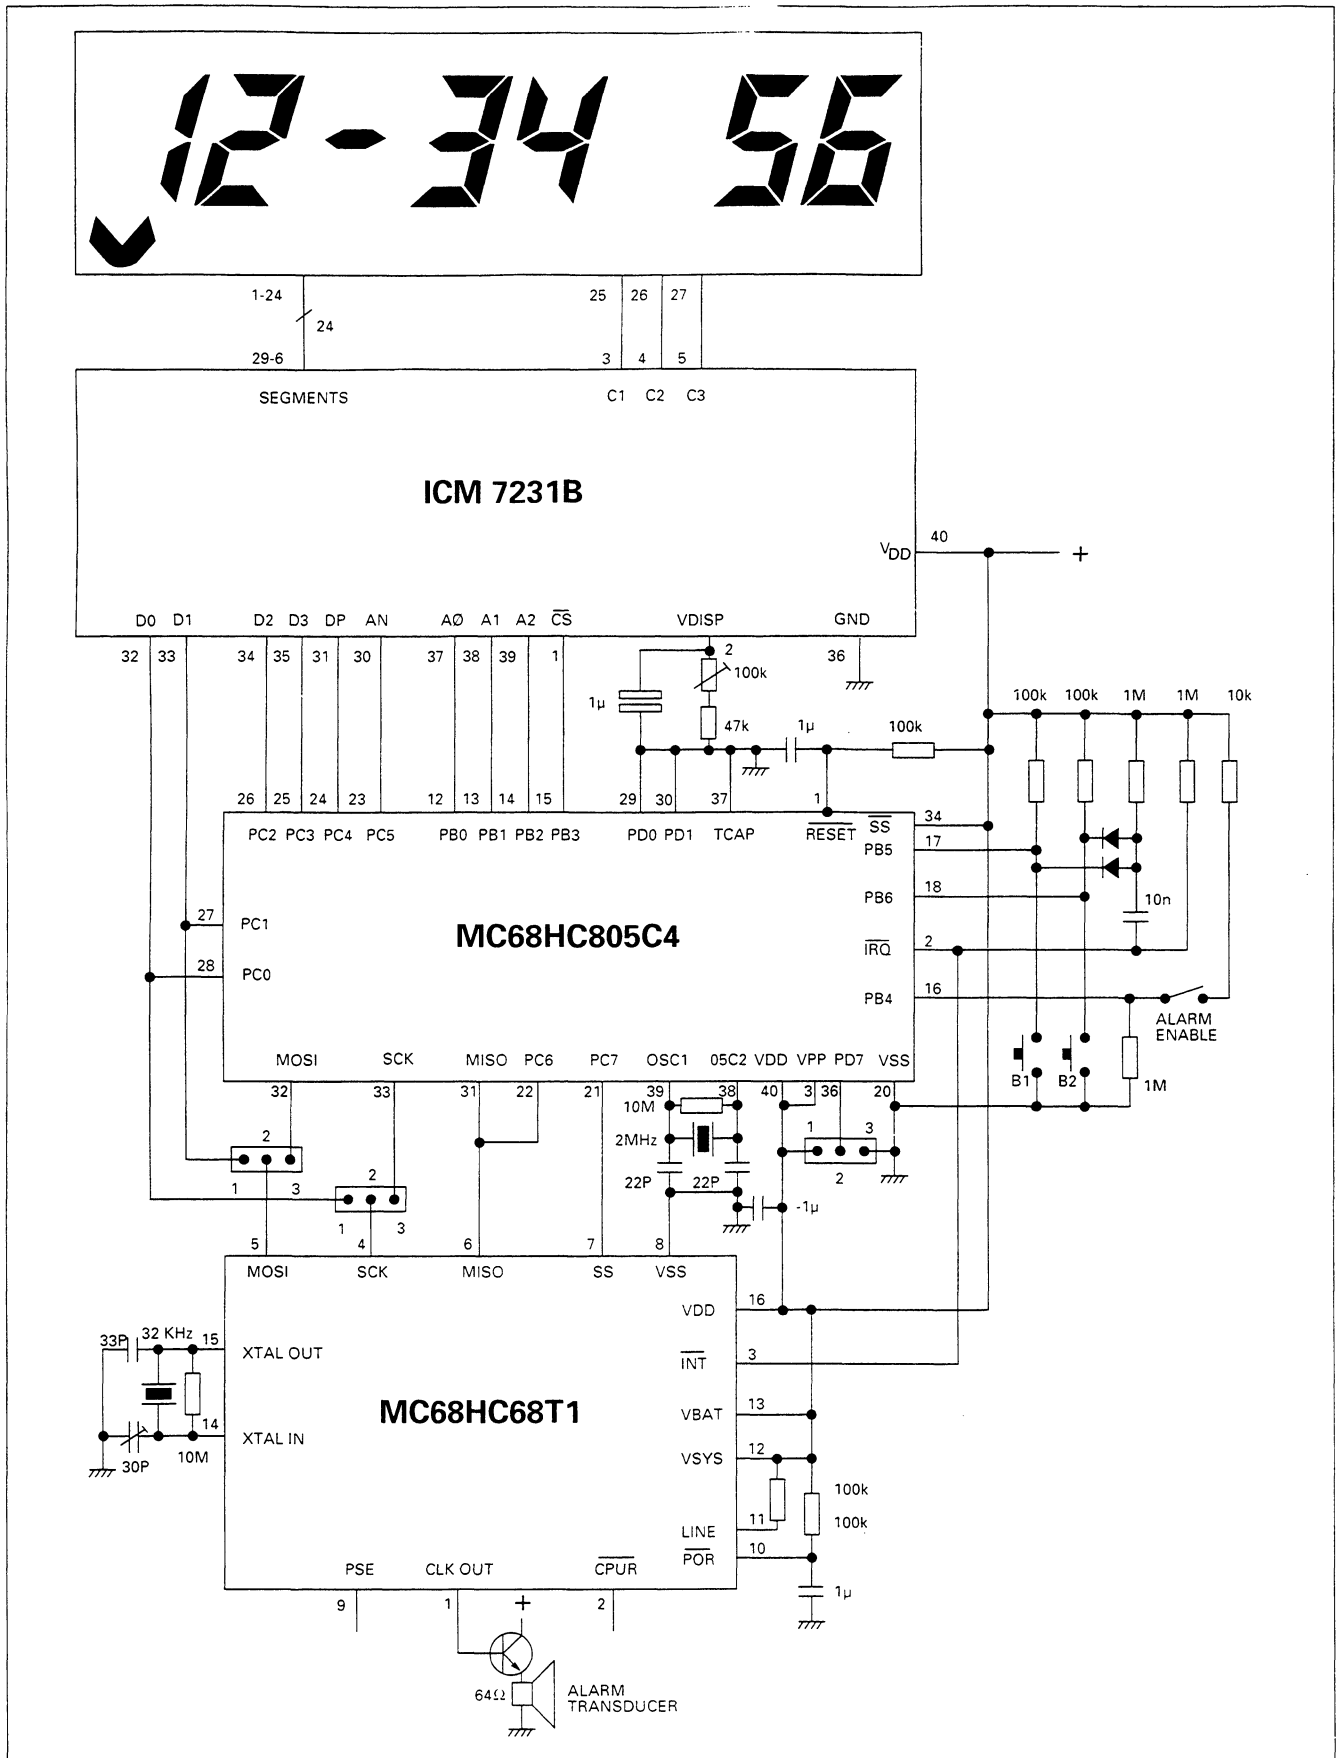 12-34 56
1-24 25 26 27
24
29-6 3 4 5
SEGMENTS C1 C2 C3
ICM 7231B
VDD 40 +
D0 D1 D2 D3 DP AN AØ A1 A2 CS VDISP GND
32 33 34 35 31 30 37 38 39 1 2 36
100k
1µ
47k 1µ 100k
100k 100k 1M 1M 10k
26 25 24 23 12 13 14 15 29 30 37 1
PC2 PC3 PC4 PC5 PB0 PB1 PB2 PB3 PD0 PD1 TCAP RESET
SS 34
PB5 17
PB6 18
10n
27 PC1
MC68HC805C4
IRQ 2
28 PC0
PB4 16
ALARM
ENABLE
MOSI SCK MISO PC6 PC7 OSC1 05C2 VDD VPP PD7 VSS
32 33 31 22 21 39 38 40 3 36 20
B1 B2 1M
10M
2MHz
1 3
2
2
1 3
2
1 3
22P 22P
-1µ
5 4 6 7 8
MOSI SCK MISO SS VSS
VDD 16
33P 32 KHz 15
XTAL OUT
INT 3
MC68HC68T1
VBAT 13
14
XTAL IN
30P 10M
VSYS 12
100k
100k
LINE 11
POR 10
PSE CLK OUT CPUR
9 1 + 2
1µ
64Ω
ALARM
TRANSDUCER